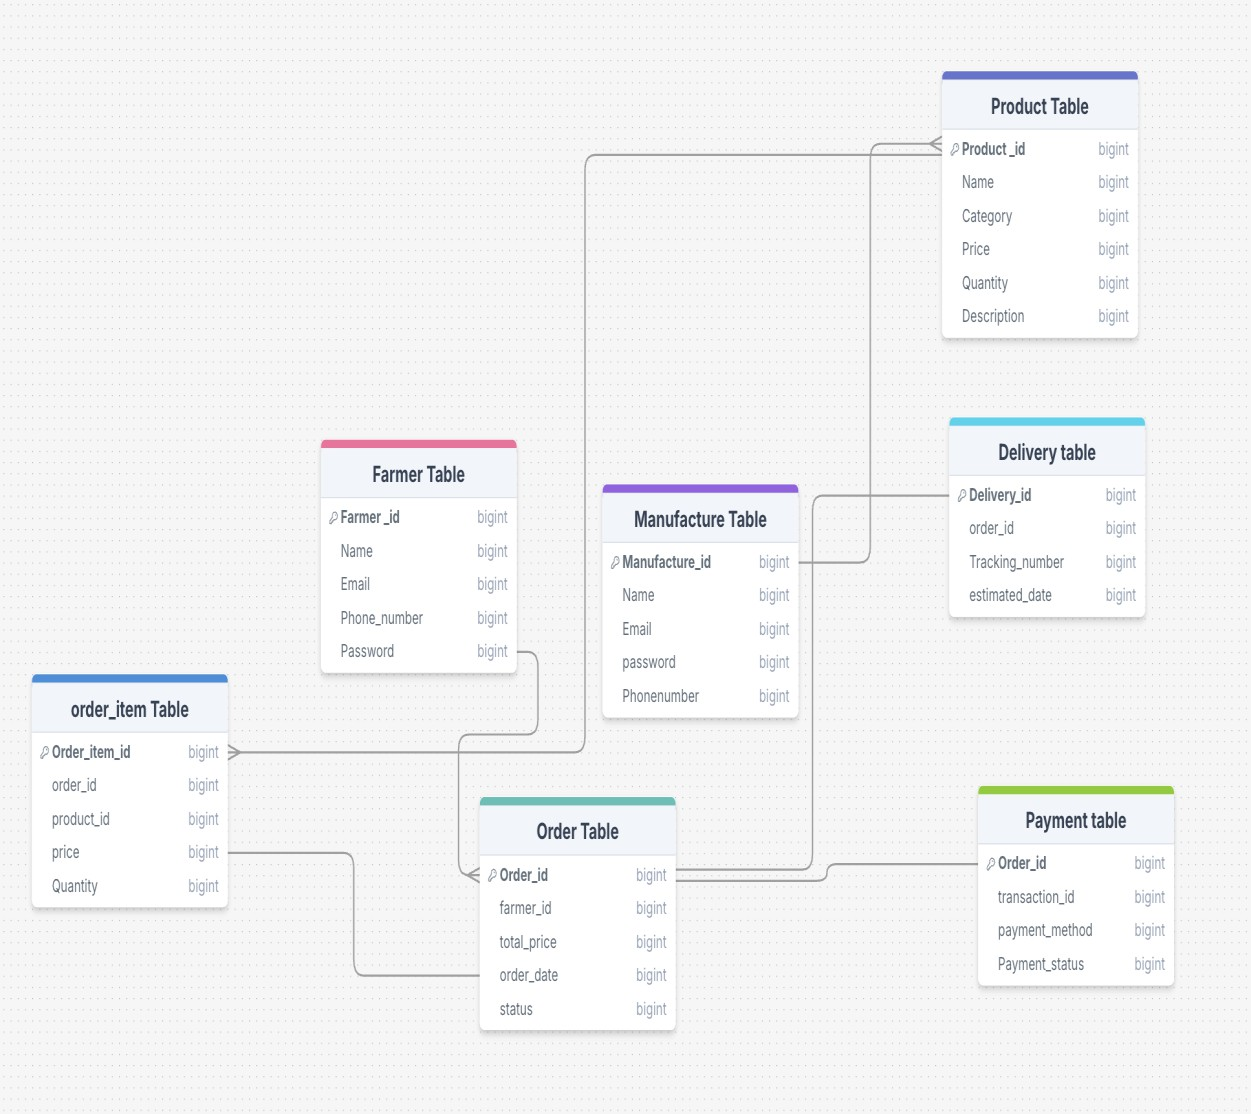 Product Table
Product _id bigint
Name bigint
Category bigint
Price bigint
Quantity bigint
Description bigint
Delivery table
Delivery_id bigint
order_id bigint
Tracking_number bigint
estimated_date bigint
Farmer Table
Farmer _id bigint
Name bigint
Email bigint
Phone_number bigint
Password bigint
Manufacture Table
Manufacture_id bigint
Name bigint
Email bigint
password bigint
Phonenumber bigint
order_item Table
Order_item_id bigint
order_id bigint
product_id bigint
price bigint
Quantity bigint
Order Table
Order_id bigint
farmer_id bigint
total_price bigint
order_date bigint
status bigint
Payment table
Order_id bigint
transaction_id bigint
payment_method bigint
Payment_status bigint